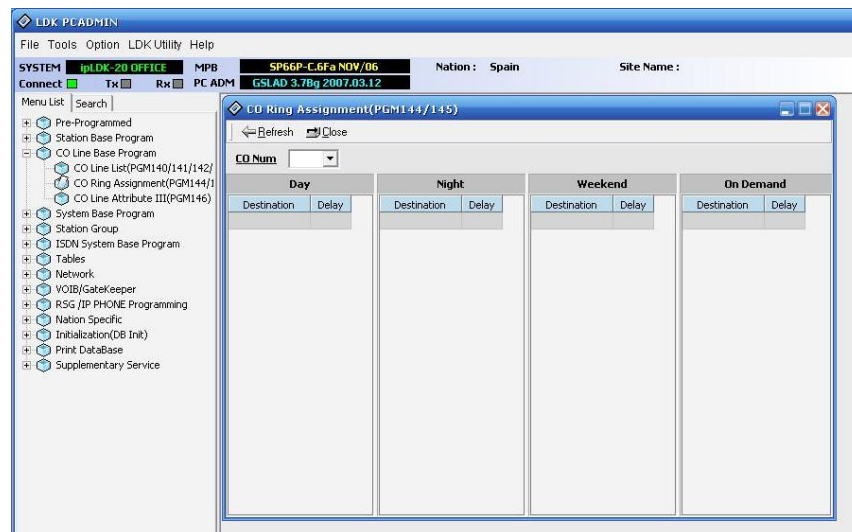 LDK PCADMIN
File Tools Option LDK Utility Help
SYSTEM ipLDK-20 OFFICE MPB SP66P-C.6Fa NOV/06 Nation : Spain Site Name :
Connect Tx Rx PC ADM GSLAD 3.7Bg 2007.03.12
Menu List Search
Pre-Programmed
Station Base Program
CO Line Base Program
CO Line List(PGM140/141/142/
CO Ring Assignment(PGM144/1
CO Line Attribute III(PGM146)
System Base Program
Station Group
ISDN System Base Program
Tables
Network
VOIB/GateKeeper
RSG /IP PHONE Programming
Nation Specific
Initialization(DB Init)
Print DataBase
Supplementary Service
CO Ring Assignment(PGM144/145)
Refresh Close
CO Num
Day Night Weekend On Demand
Destination Delay Destination Delay Destination Delay Destination Delay